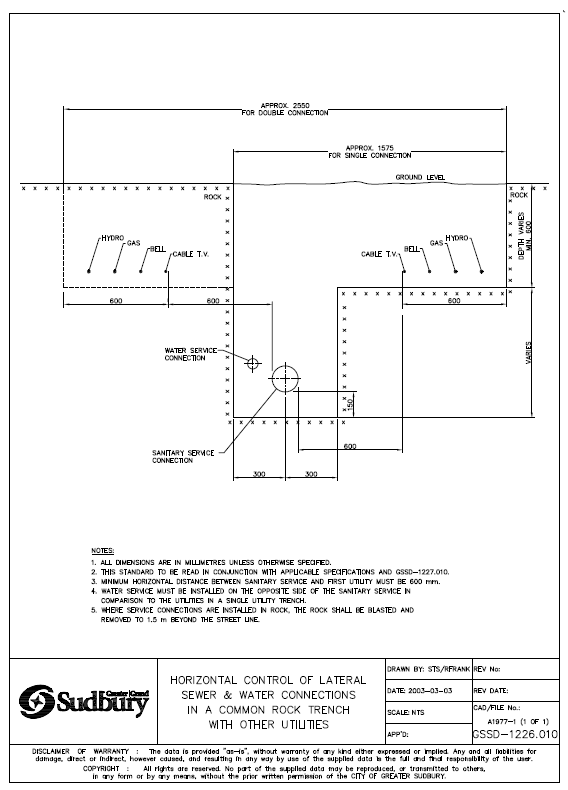 APPROX. 2550
FOR DOUBLE CONNECTION
APPROX. 1575
FOR SINGLE CONNECTION
GROUND LEVEL
ROCK
ROCK
DEPTH VARIES
MIN. 600
HYDRO
GAS
BELL
CABLE T.V.
CABLE T.V.
BELL
GAS
HYDRO
600
600
600
VARIES
WATER SERVICE
CONNECTION
150
600
SANITARY SERVICE
CONNECTION
300
300
NOTES:
1. ALL DIMENSIONS ARE IN MILLIMETRES UNLESS OTHERWISE SPECIFIED.
2. THIS STANDARD TO BE READ IN CONJUNCTION WITH APPLICABLE SPECIFICATIONS AND GSSD-1227.010.
3. MINIMUM HORIZONTAL DISTANCE BETWEEN SANITARY SERVICE AND FIRST UTILITY MUST BE 600 mm.
4. WATER SERVICE MUST BE INSTALLED ON THE OPPOSITE SIDE OF THE SANITARY SERVICE IN
COMPARISON TO THE UTILITIES IN A SINGLE UTILITY TRENCH.
5. WHERE SERVICE CONNECTIONS ARE INSTALLED IN ROCK, THE ROCK SHALL BE BLASTED AND
REMOVED TO 1.5 m BEYOND THE STREET LINE.
Greater Grand
Sudbury
HORIZONTAL CONTROL OF LATERAL
SEWER & WATER CONNECTIONS
IN A COMMON ROCK TRENCH
WITH OTHER UTILITIES
DRAWN BY: STS/RFRANK
REV No:
DATE: 2003-03-03
REV DATE:
SCALE: NTS
CAD/FILE No.:
A1977-1 (1 OF 1)
APP'D:
GSSD-1226.010
DISCLAIMER OF WARRANTY : The data is provided "as-is", without warranty of any kind either expressed or implied. Any and all liabilities for
damage, direct or indirect, however caused, and resulting in any way by use of the supplied data is the full and final responsibility of the user.
COPYRIGHT : All rights are reserved. No part of the supplied data may be reproduced, or transmitted to others,
in any form or by any means, without the prior written permission of the CITY OF GREATER SUDBURY.